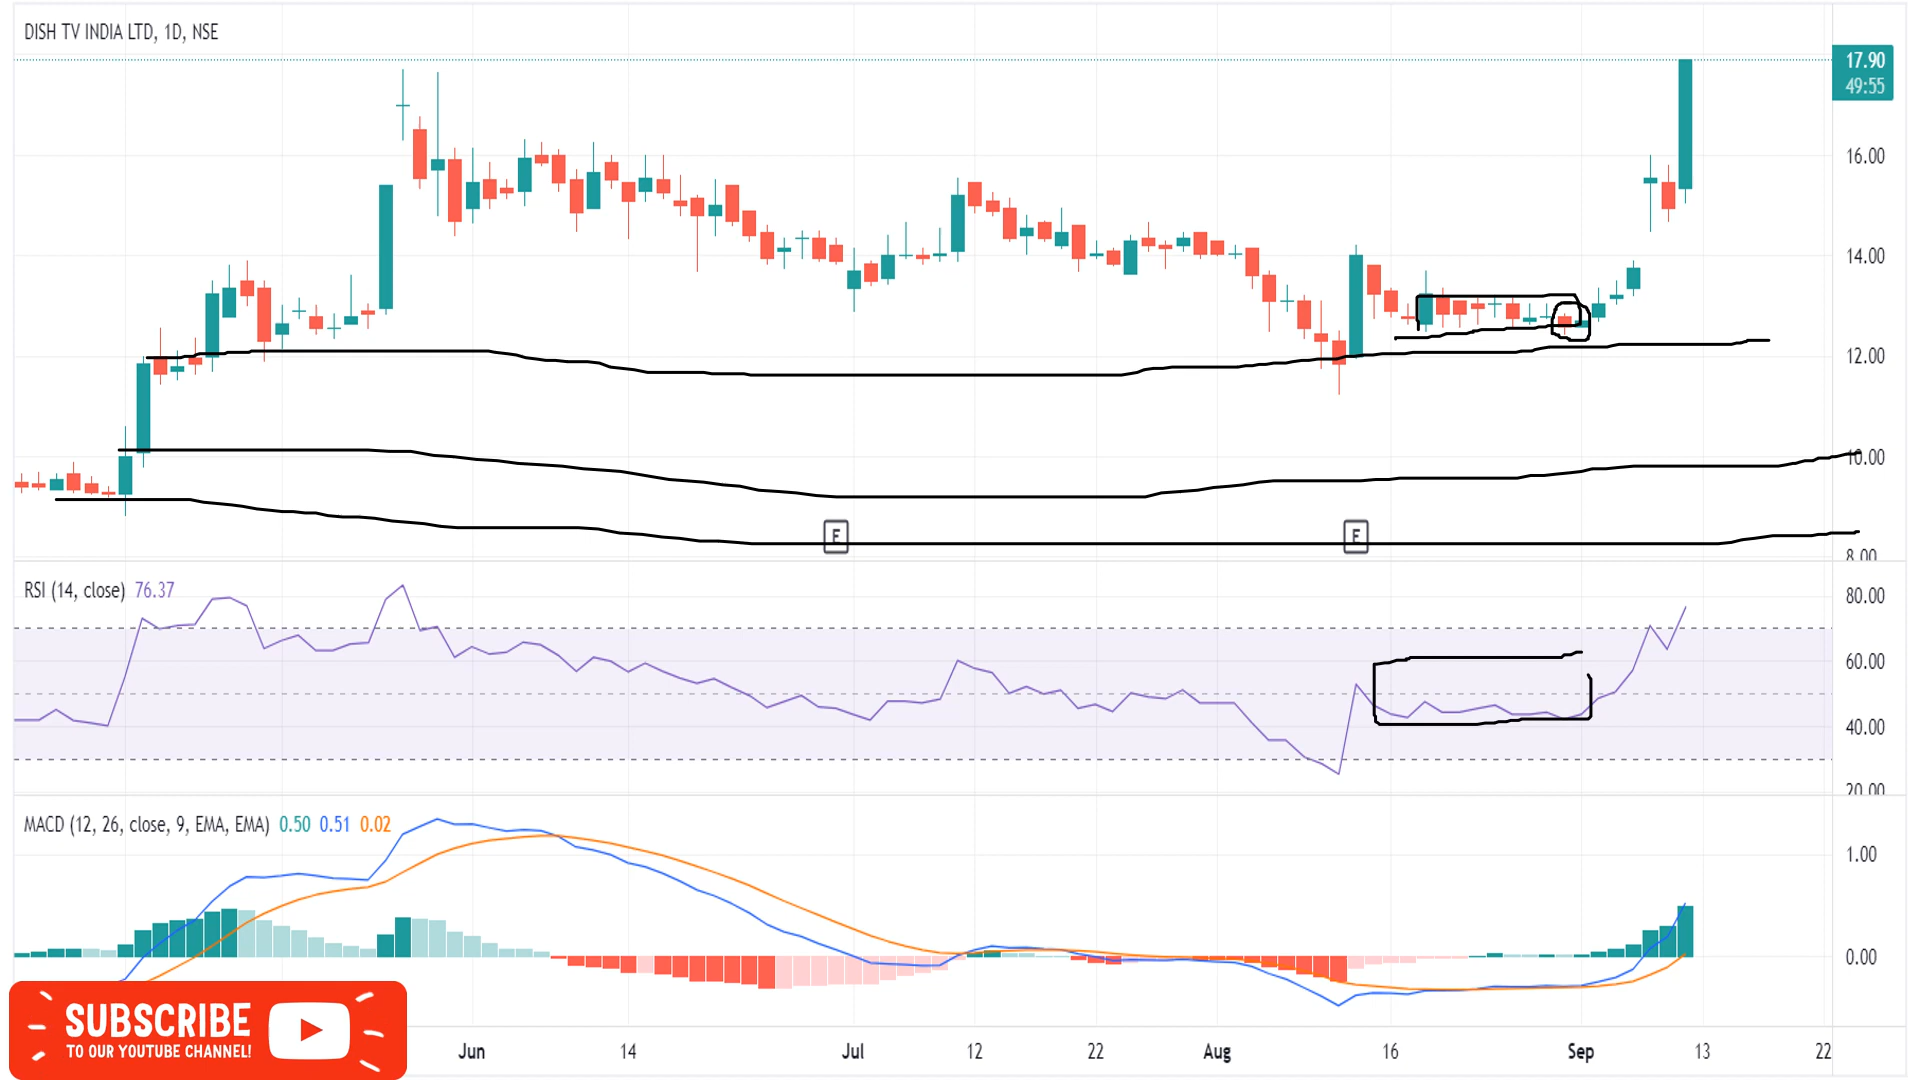 DISH TV INDIA LTD, 1D, NSE
17.90
49:55
16.00
14.00
12.00
10.00
E
E
8.00
RSI (14, close) 76.37
80.00
60.00
40.00
20.00
MACD (12, 26, close, 9, EMA, EMA) 0.50 0.51 0.02
1.00
0.00
SUBSCRIBE
TO OUR YOUTUBE CHANNEL!
Jun 14 Jul 12 22 Aug 16 Sep 13 22